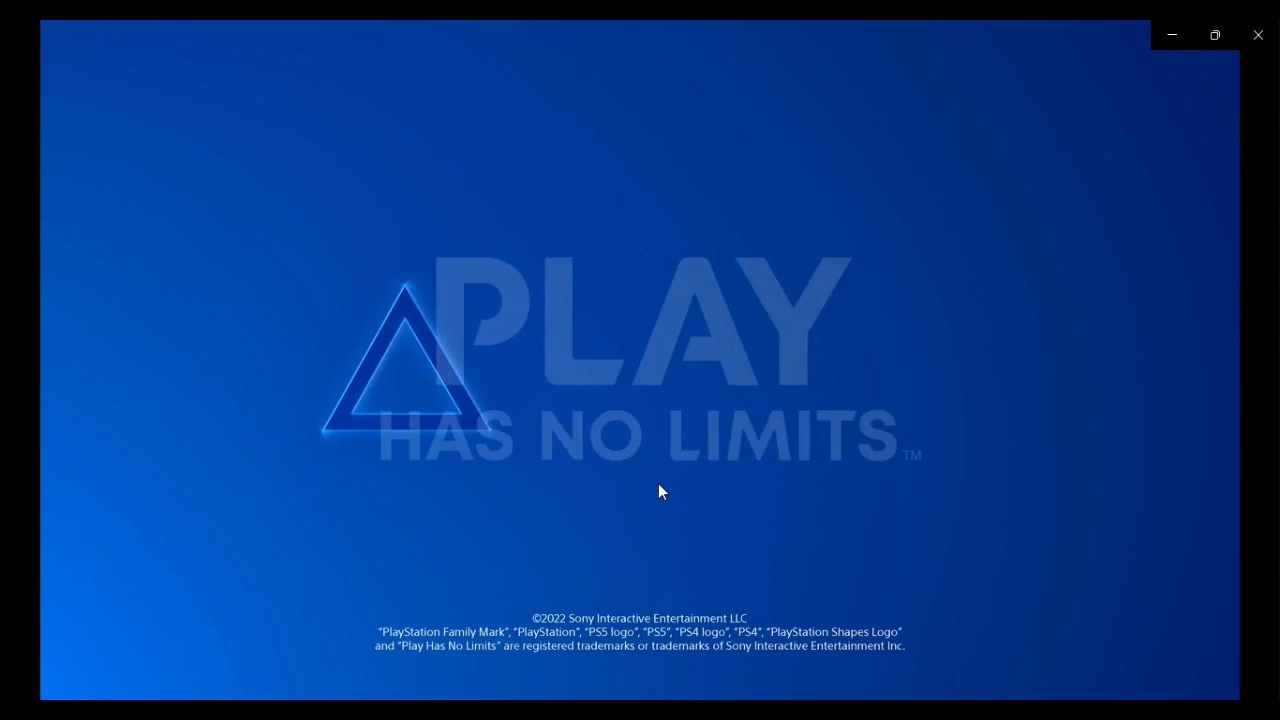 PLAY
HAS NO LIMITS™
©2022 Sony Interactive Entertainment LLC
“PlayStation Family Mark”, “PlayStation”, “PS5 logo”, “PS5”, “PS4 logo”, “PS4”, “PlayStation Shapes Logo”
and “Play Has No Limits” are registered trademarks or trademarks of Sony Interactive Entertainment Inc.